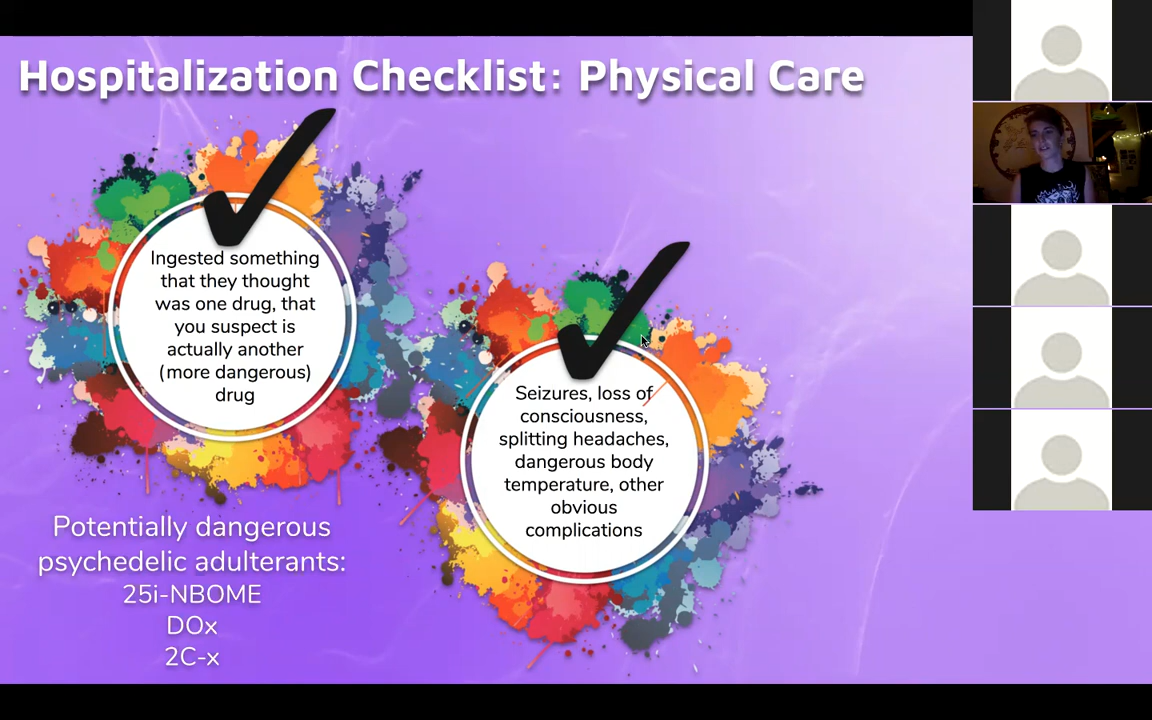 Hospitalization Checklist: Physical Care
Ingested something
that they thought
was one drug, that
you suspect is
actually another
(more dangerous)
drug
Seizures, loss of
consciousness,
splitting headaches,
dangerous body
temperature, other
obvious
complications
Potentially dangerous
psychedelic adulterants:
25i-NBOME
DOx
2C-x